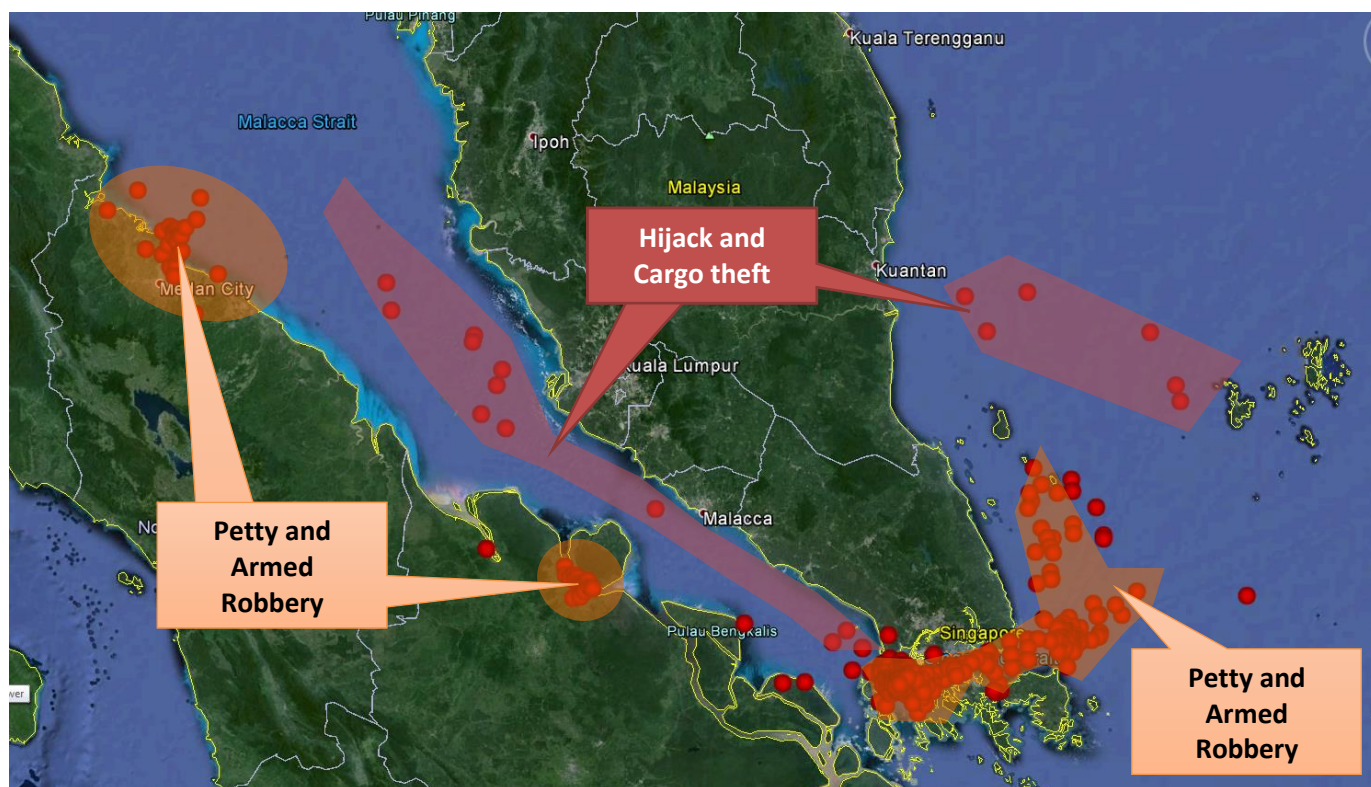 Pulau Pinang
Kuala Terengganu
Malacca Strait
Ipoh
Malaysia
Hijack and
Cargo theft
Kuantan
Medan City
Kuala Lumpur
Malacca
Petty and
Armed
Robbery
Pulau Bengkalis
Singapore
Petty and
Armed
Robbery